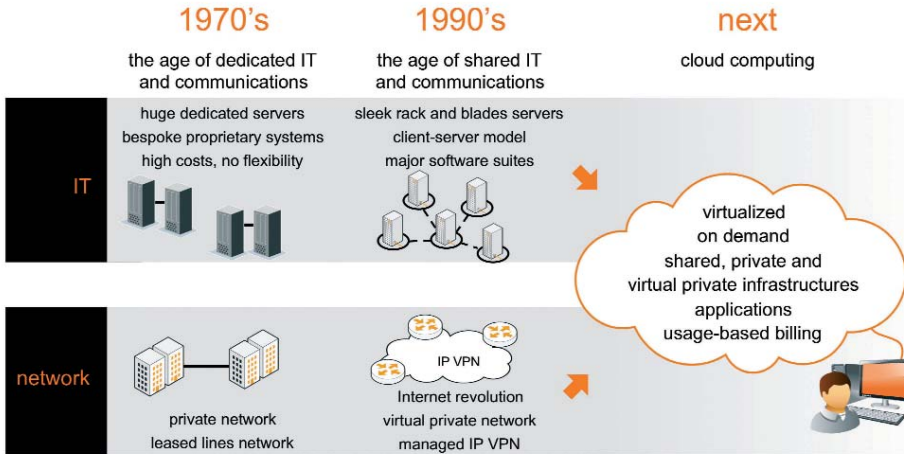 1970's
1990's
next
the age of dedicated IT
and communications
the age of shared IT
and communications
cloud computing
IT
huge dedicated servers
bespoke proprietary systems
high costs, no flexibility
sleek rack and blades servers
client-server model
major software suites
virtualized
on demand
shared, private and
virtual private infrastructures
applications
usage-based billing
network
private network
leased lines network
IP VPN
Internet revolution
virtual private network
managed IP VPN